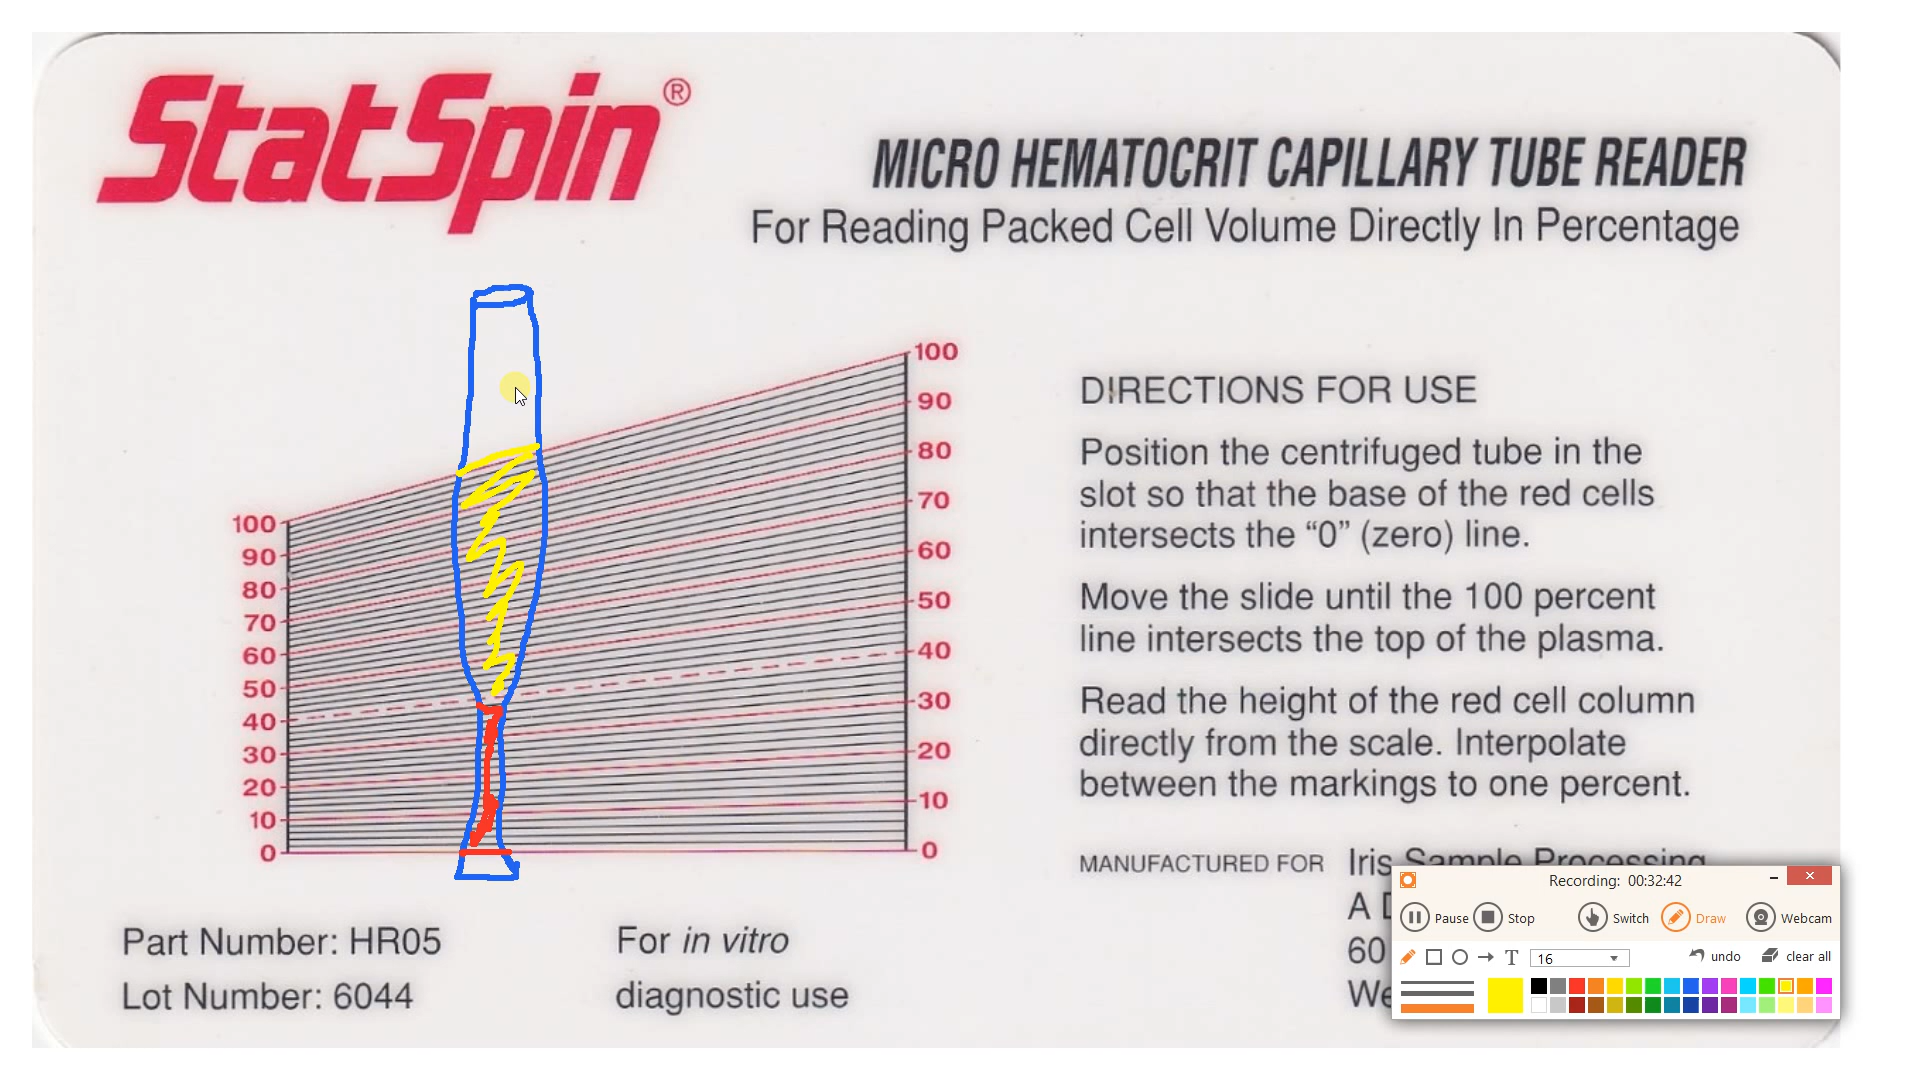 StatSpin®
MICRO HEMATOCRIT CAPILLARY TUBE READER
For Reading Packed Cell Volume Directly In Percentage
100
90
80
70
60
50
40
30
20
10
0
100
90
80
70
60
50
40
30
20
10
0
DIRECTIONS FOR USE
Position the centrifuged tube in the
slot so that the base of the red cells
intersects the “0” (zero) line.
Move the slide until the 100 percent
line intersects the top of the plasma.
Read the height of the red cell column
directly from the scale. Interpolate
between the markings to one percent.
MANUFACTURED FOR Iris Sample Processing
A
60
Part Number: HR05
Lot Number: 6044
For in vitro
diagnostic use
Recording: 00:32:42
Pause Stop Switch Draw Webcam
T 16 undo clear all